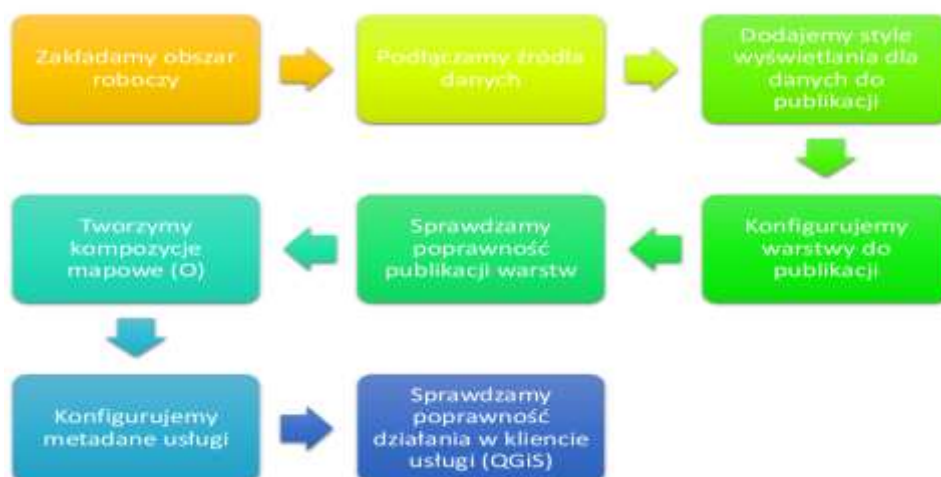 Zakładamy obszar
roboczy
Podłączamy źródła
danych
Dodajemy style
wyświetlania dla
danych do
publikacji
Konfigurujemy
warstwy do
publikacji
Sprawdzamy
poprawność
publikacji warstw
Tworzymy
kompozycje
mapowe (O)
Konfigurujemy
metadane usługi
Sprawdzamy
poprawność
działania w kliencie
usługi (QGiS)